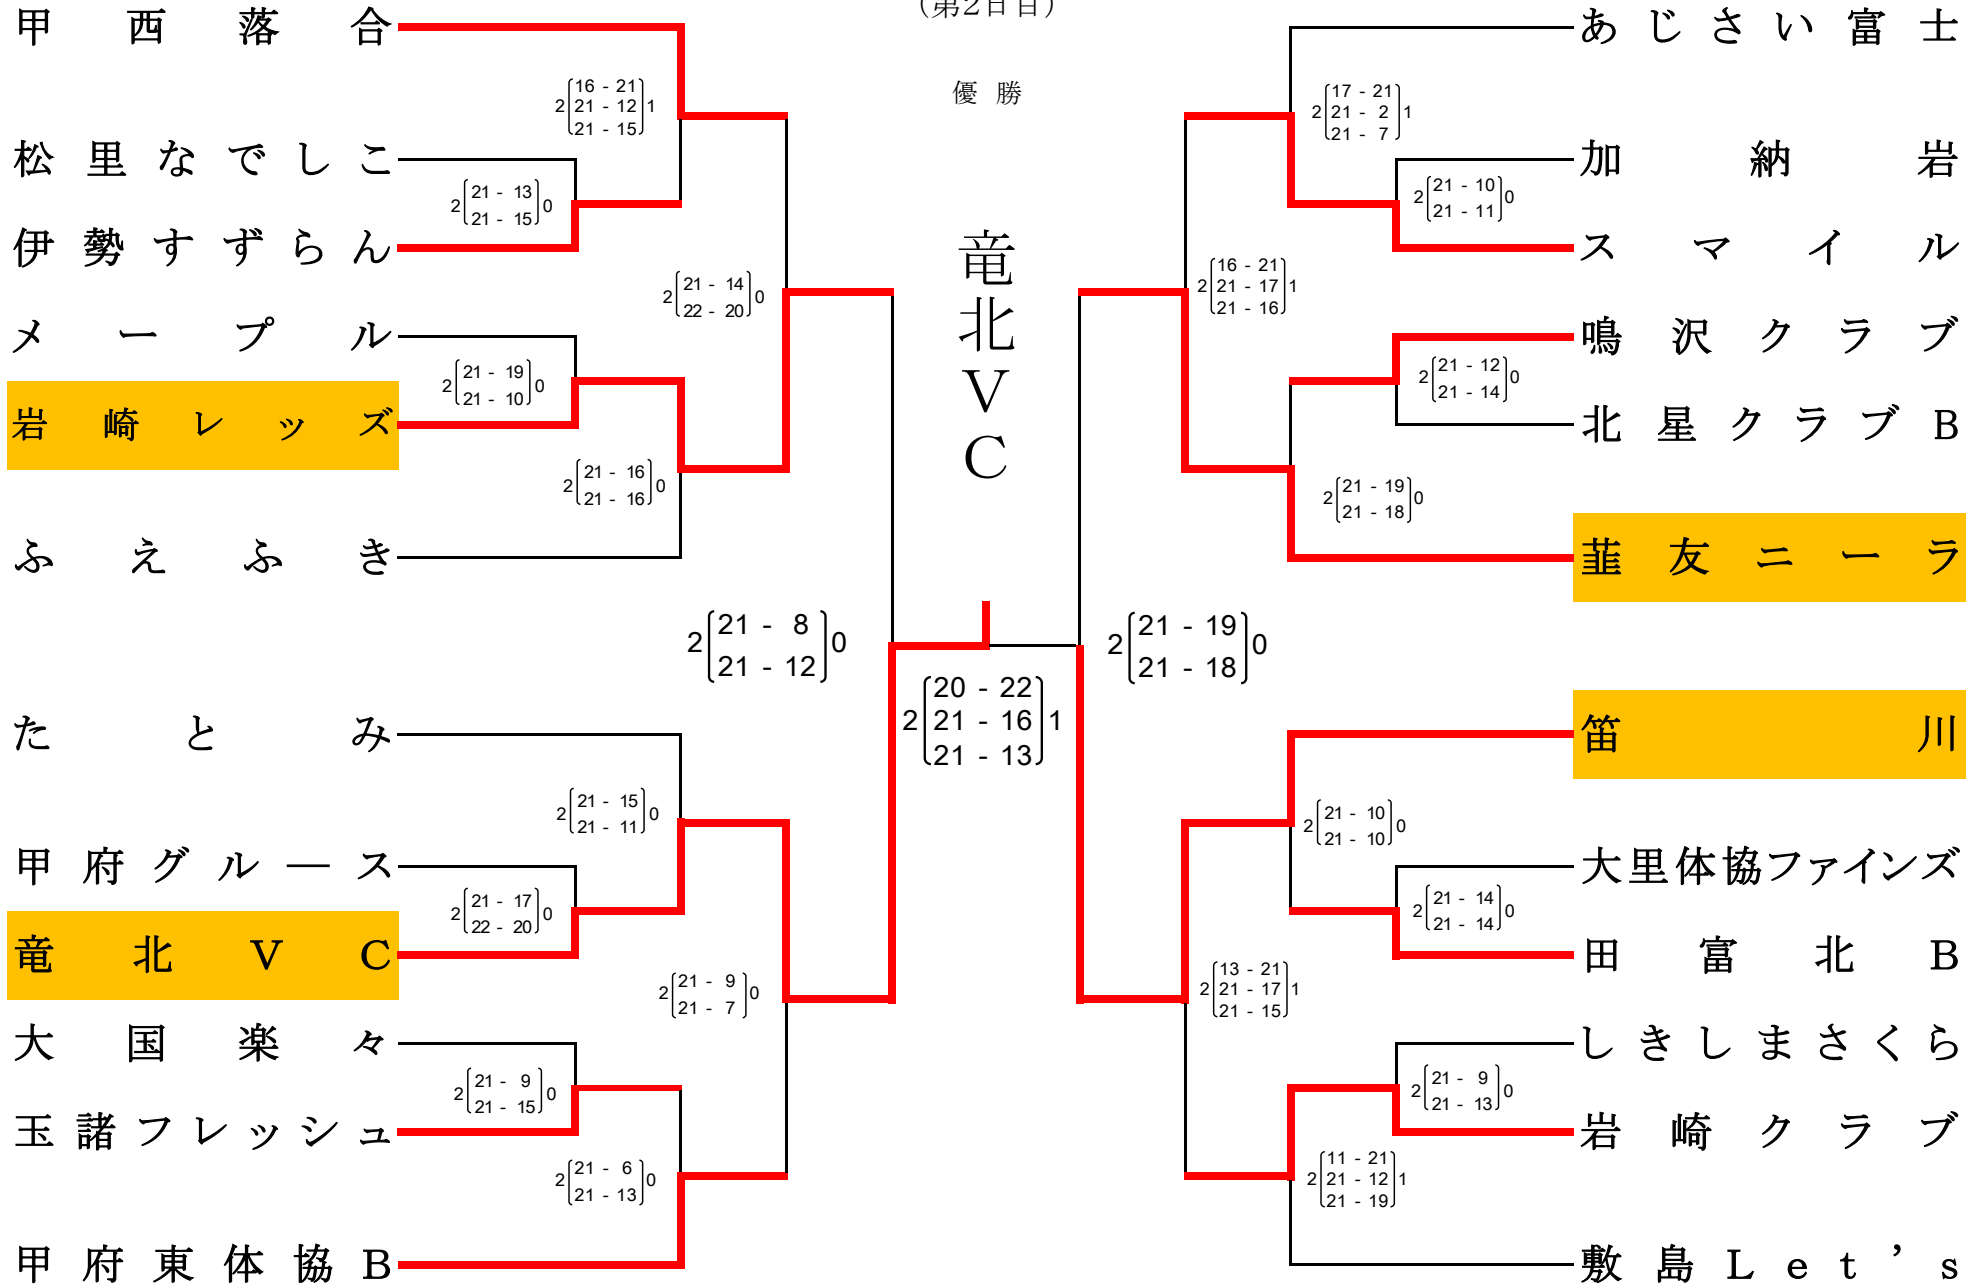 （第2日目）
優勝
竜北VC
甲西落合
2 16 - 21 1
21 - 12
21 - 15
松里なでしこ
2 21 - 13 0
21 - 15
伊勢すずらん
2 21 - 14 0
22 - 20
メープル
2 21 - 19 0
21 - 10
岩崎レッズ
2 21 - 16 0
21 - 16
ふえふき
2 21 - 8 0
21 - 12
たとみ
2 21 - 15 0
21 - 11
甲府グルース
2 21 - 17 0
22 - 20
竜北VC
2 21 - 9 0
21 - 7
大国楽々
2 21 - 9 0
21 - 15
玉諸フレッシュ
2 21 - 6 0
21 - 13
甲府東体協B
2 20 - 22 1
21 - 16
21 - 13
あじさい富士
2 17 - 21 1
21 - 2
21 - 7
加納岩
2 21 - 10 0
21 - 11
スマイル
2 16 - 21 1
21 - 17
21 - 16
鳴沢クラブ
2 21 - 12 0
21 - 14
北星クラブB
2 21 - 19 0
21 - 18
韮友ニーラ
2 21 - 19 0
21 - 18
笛川
2 21 - 10 0
21 - 10
大里体協ファインズ
2 21 - 14 0
21 - 14
田富北B
2 13 - 21 1
21 - 17
21 - 15
しきしまさくら
2 21 - 9 0
21 - 13
岩崎クラブ
2 11 - 21 1
21 - 12
21 - 19
敷島Let’s